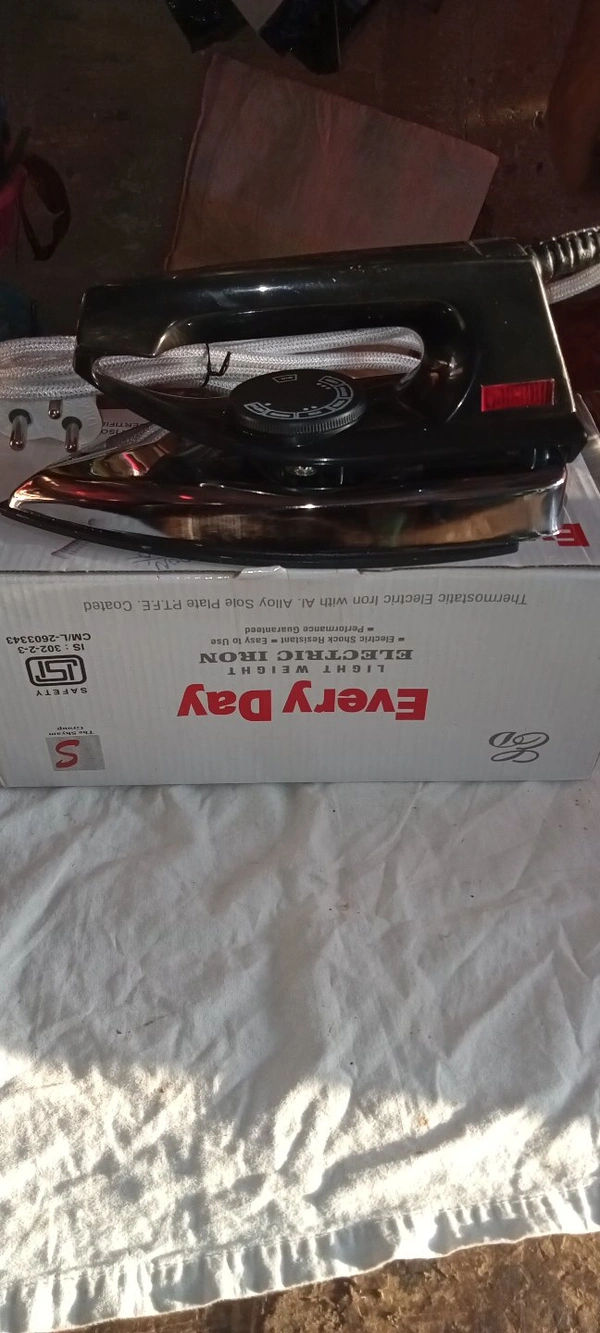 Thermostatic Electric Iron with Al. Alloy Sole Plate P.T.F.E. Coated
Every Day
LIGHT WEIGHT
ELECTRIC IRON
▪ Electric Shock Resistant ▪ Easy to Use
▪ Performance Guaranteed
S
The Shyam
Group
SAFETY
ISI
IS : 302-2-3
CM/L-2603343